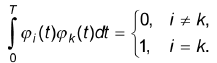 ∫₀ᵀ φᵢ(t)φₖ(t)dt = { 0, i ≠ k,
1, i = k.